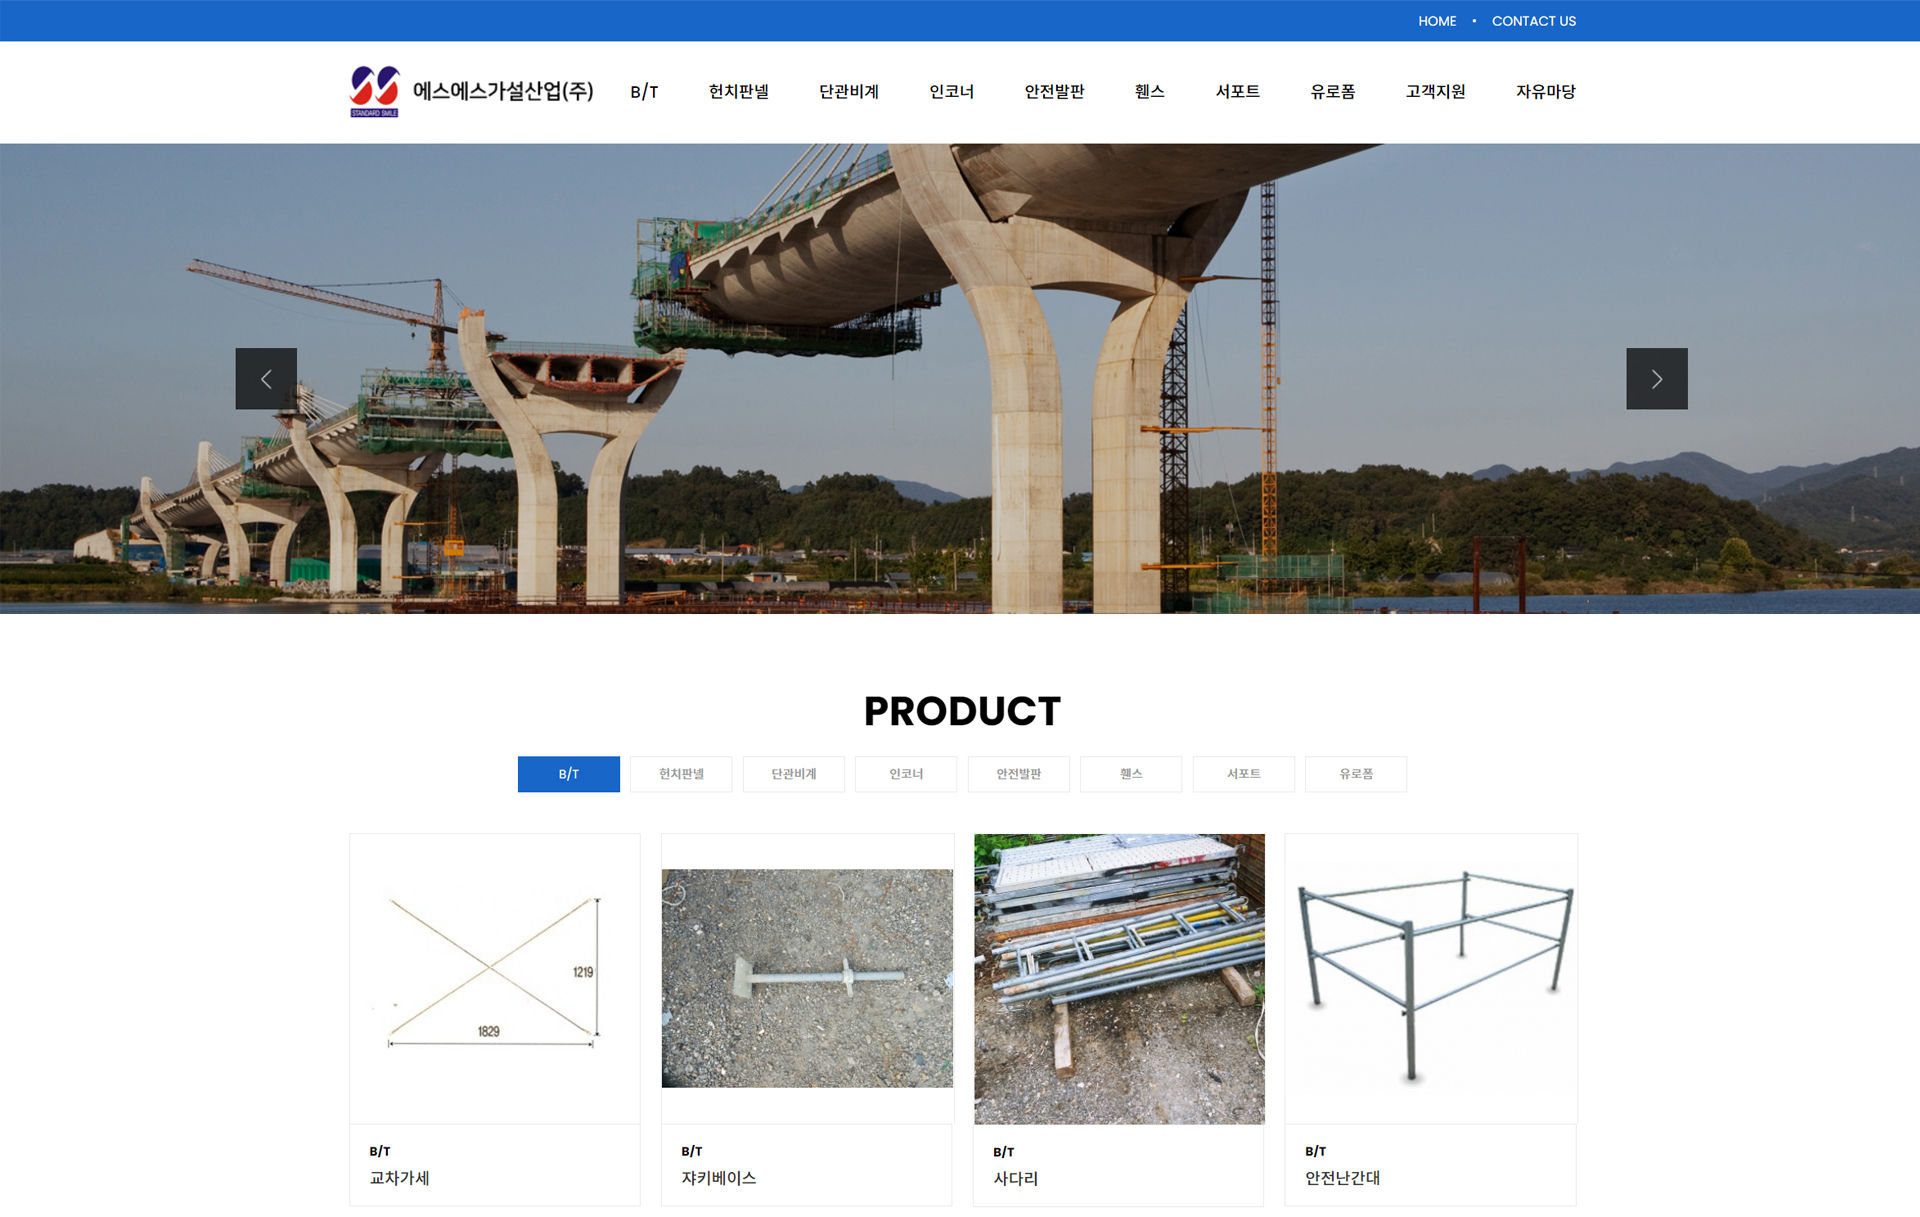 HOME • CONTACT US
STANDARD SMILE
에스에스가설산업(주)
B/T 헌치판넬 단관비계 인코너 안전발판 휀스 서포트 유로폼 고객지원 자유마당
PRODUCT
B/T 헌치판넬 단관비계 인코너 안전발판 휀스 서포트 유로폼
1219
1829
B/T
교차가세
B/T
쟈키베이스
B/T
사다리
B/T
안전난간대